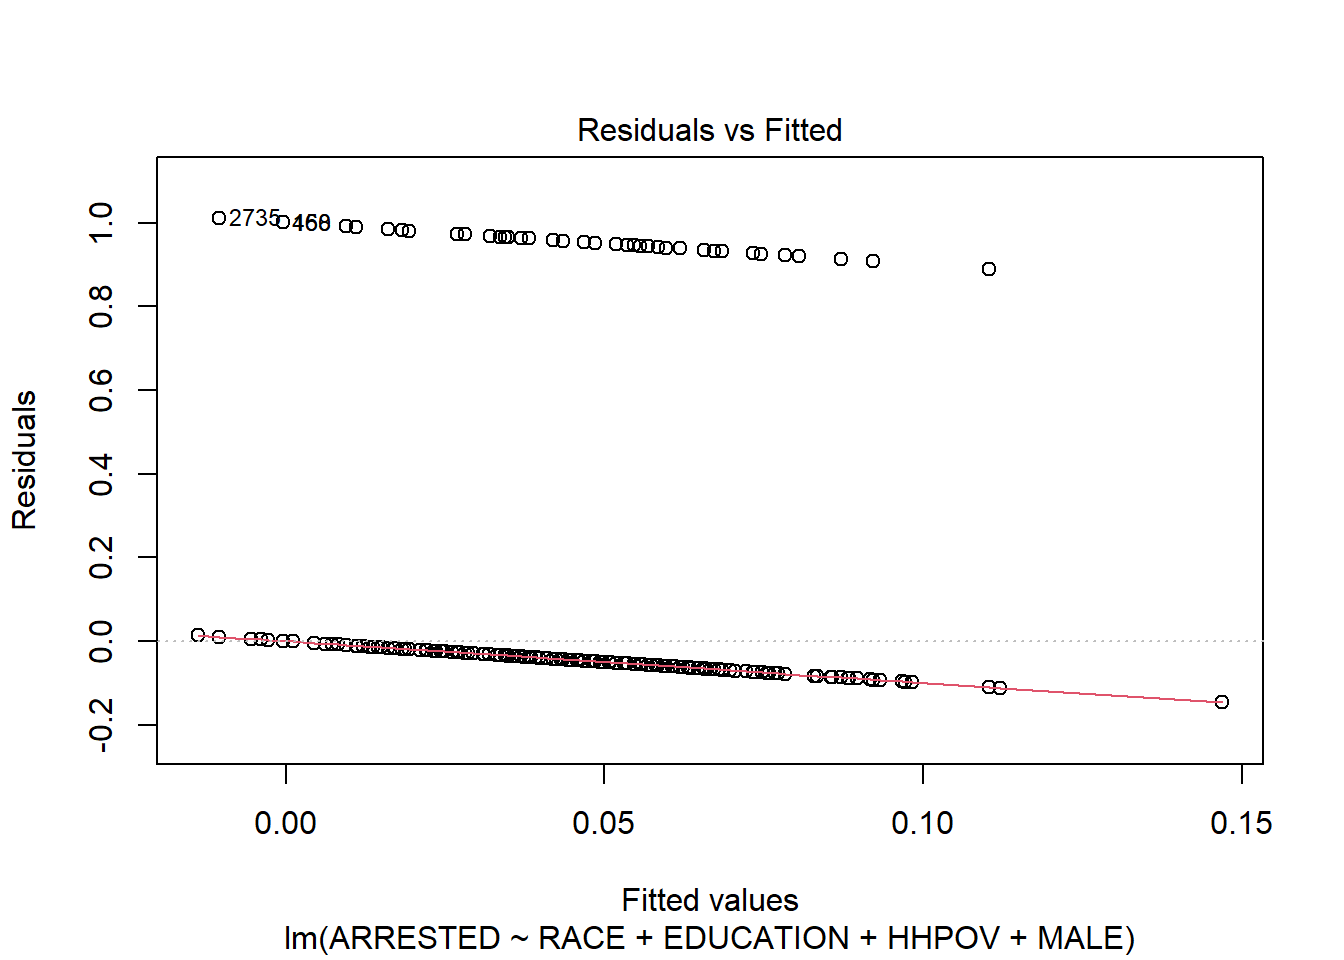 Residuals vs Fitted
Residuals
1.0
0.8
0.6
0.4
0.2
0.0
-0.2
2735
0.00 0.05 0.10 0.15
Fitted values
lm(ARRESTED ~ RACE + EDUCATION + HHPOV + MALE)